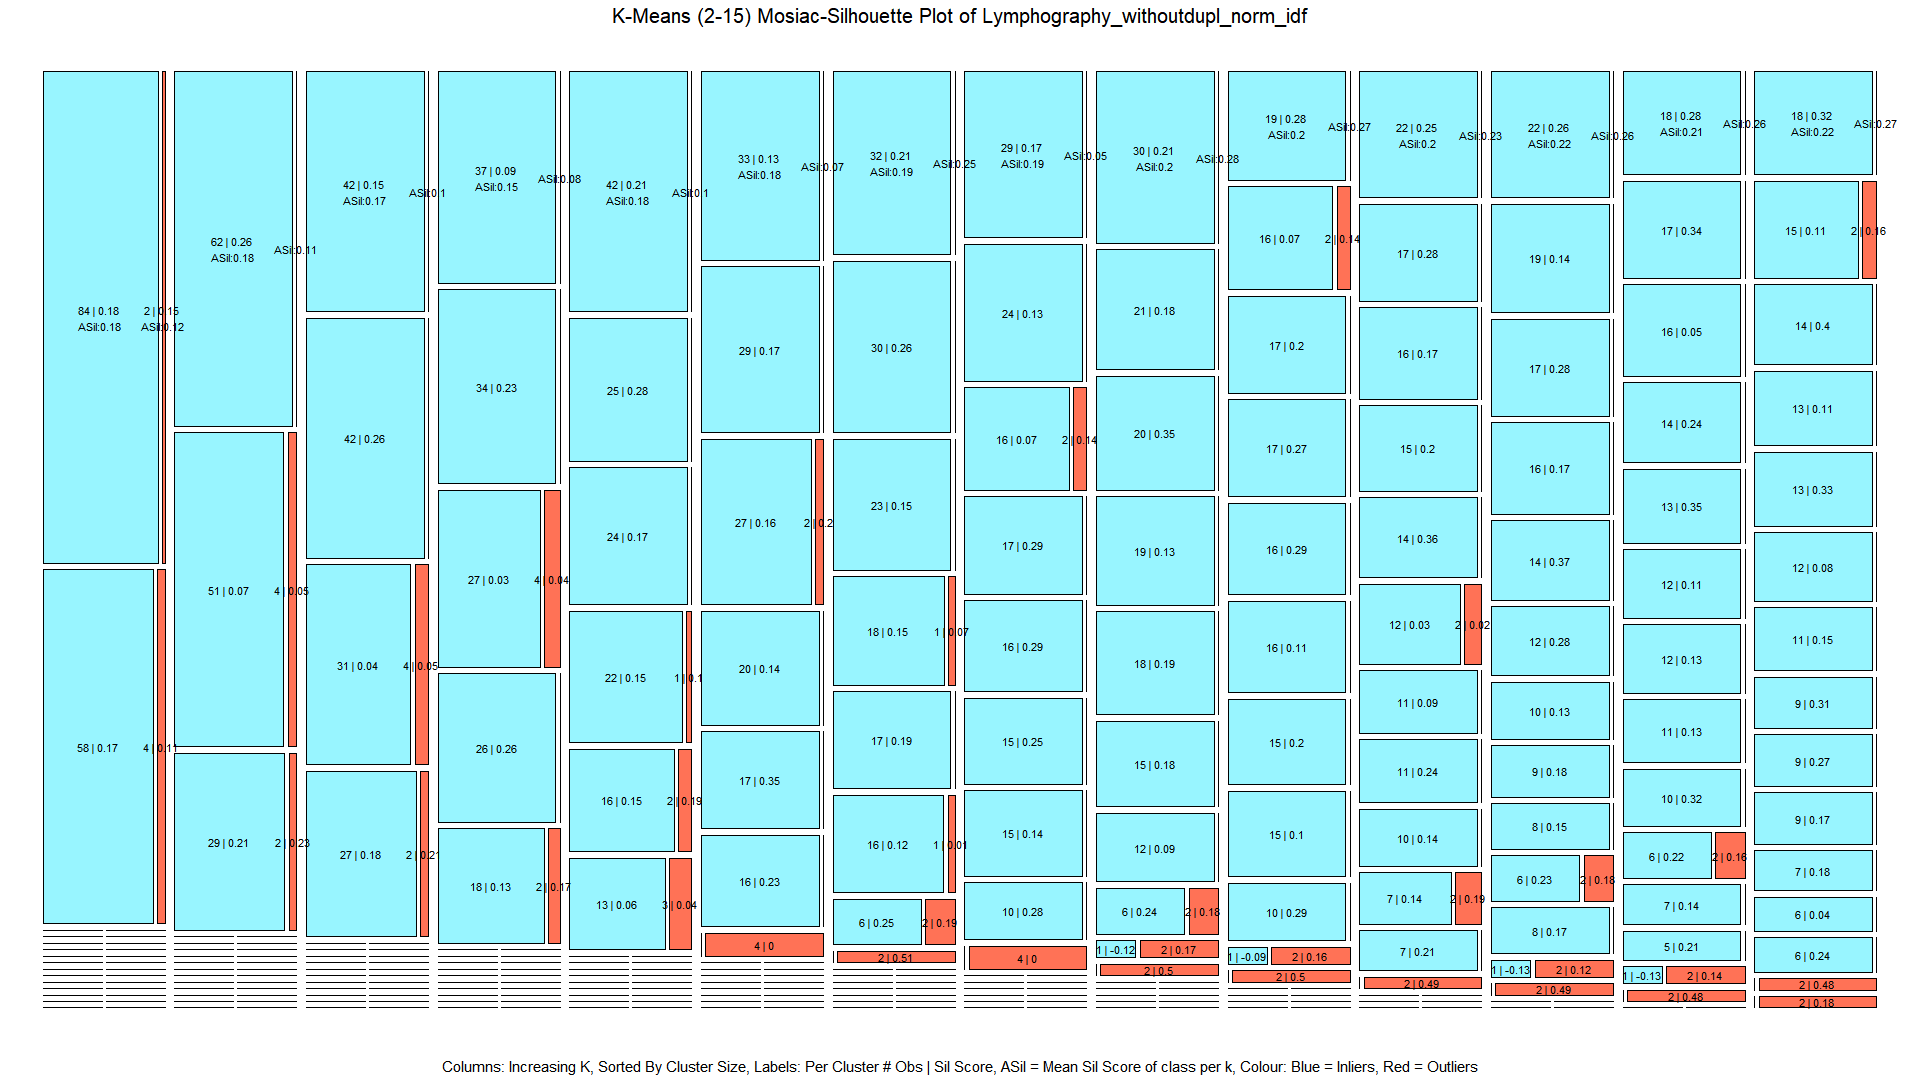 K-Means (2-15) Mosiac-Silhouette Plot of Lymphography_withoutdupl_norm_idf
84 | 0.18
ASil:0.18
2 | 0.15
ASil:0.12
58 | 0.17
4 | 0.11
62 | 0.26
ASil:0.18
ASil:0.11
51 | 0.07
4 | 0.05
29 | 0.21
2 | 0.23
42 | 0.15
ASil:0.17
ASil:0.1
42 | 0.26
31 | 0.04
4 | 0.05
27 | 0.18
2 | 0.21
37 | 0.09
ASil:0.15
ASil:0.08
34 | 0.23
27 | 0.03
4 | 0.04
26 | 0.26
18 | 0.13
2 | 0.17
42 | 0.21
ASil:0.18
ASil:0.1
25 | 0.28
24 | 0.17
22 | 0.15
1 | 0.1
16 | 0.15
2 | 0.19
13 | 0.06
3 | 0.04
33 | 0.13
ASil:0.18
ASil:0.07
29 | 0.17
27 | 0.16
2 | 0.2
20 | 0.14
17 | 0.35
16 | 0.23
4 | 0
32 | 0.21
ASil:0.19
ASil:0.25
30 | 0.26
23 | 0.15
18 | 0.15
1 | 0.07
17 | 0.19
16 | 0.12
1 | 0.01
6 | 0.25
2 | 0.19
2 | 0.51
29 | 0.17
ASil:0.19
ASil:0.05
24 | 0.13
16 | 0.07
2 | 0.14
17 | 0.29
16 | 0.29
15 | 0.25
15 | 0.14
10 | 0.28
4 | 0
30 | 0.21
ASil:0.2
ASil:0.28
21 | 0.18
20 | 0.35
19 | 0.13
18 | 0.19
15 | 0.18
12 | 0.09
6 | 0.24
2 | 0.18
1 | -0.12
2 | 0.17
2 | 0.5
19 | 0.28
ASil:0.2
ASil:0.27
16 | 0.07
2 | 0.14
17 | 0.2
17 | 0.27
16 | 0.29
16 | 0.11
15 | 0.2
15 | 0.1
10 | 0.29
1 | -0.09
2 | 0.16
2 | 0.5
22 | 0.25
ASil:0.2
ASil:0.23
17 | 0.28
16 | 0.17
15 | 0.2
14 | 0.36
12 | 0.03
2 | 0.02
11 | 0.09
11 | 0.24
10 | 0.14
7 | 0.14
2 | 0.19
7 | 0.21
2 | 0.49
22 | 0.26
ASil:0.22
ASil:0.26
19 | 0.14
17 | 0.28
16 | 0.17
14 | 0.37
12 | 0.28
10 | 0.13
9 | 0.18
8 | 0.15
6 | 0.23
2 | 0.18
8 | 0.17
1 | -0.13
2 | 0.12
2 | 0.49
18 | 0.28
ASil:0.21
ASil:0.26
17 | 0.34
16 | 0.05
14 | 0.24
13 | 0.35
12 | 0.11
12 | 0.13
11 | 0.13
10 | 0.32
6 | 0.22
2 | 0.16
7 | 0.14
5 | 0.21
1 | -0.13
2 | 0.14
2 | 0.48
18 | 0.32
ASil:0.22
ASil:0.27
15 | 0.11
2 | 0.16
14 | 0.4
13 | 0.11
13 | 0.33
12 | 0.08
11 | 0.15
9 | 0.31
9 | 0.27
9 | 0.17
7 | 0.18
6 | 0.04
6 | 0.24
2 | 0.48
2 | 0.18
Columns: Increasing K, Sorted By Cluster Size, Labels: Per Cluster # Obs | Sil Score, ASil = Mean Sil Score of class per k, Colour: Blue = Inliers, Red = Outliers